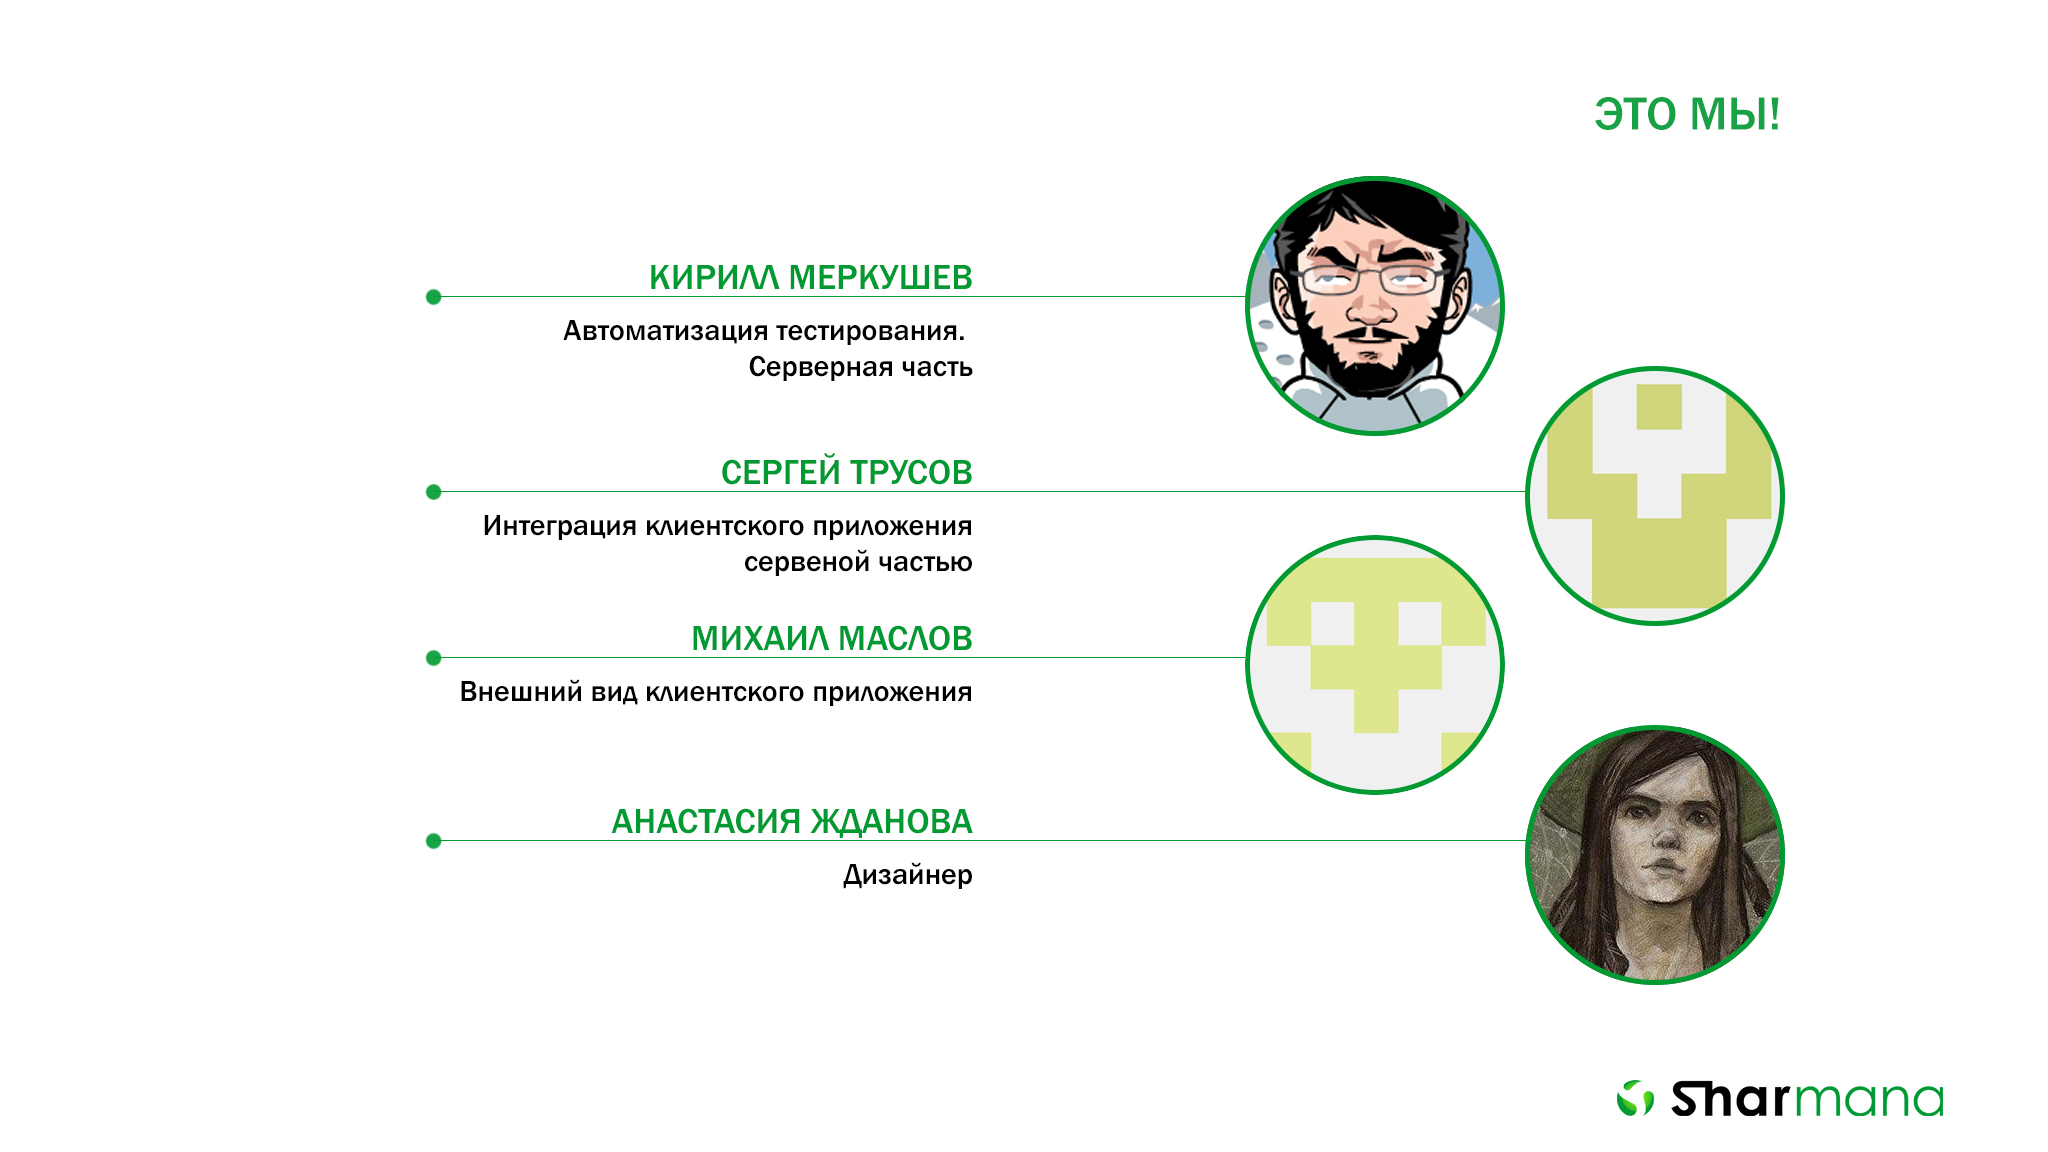 ЭТО МЫ!
КИРИЛЛ МЕРКУШЕВ
Автоматизация тестирования.
Серверная часть
СЕРГЕЙ ТРУСОВ
Интеграция клиентского приложения
сервеной частью
МИХАИЛ МАСЛОВ
Внешний вид клиентского приложения
АНАСТАСИЯ ЖДАНОВА
Дизайнер
Sharmana